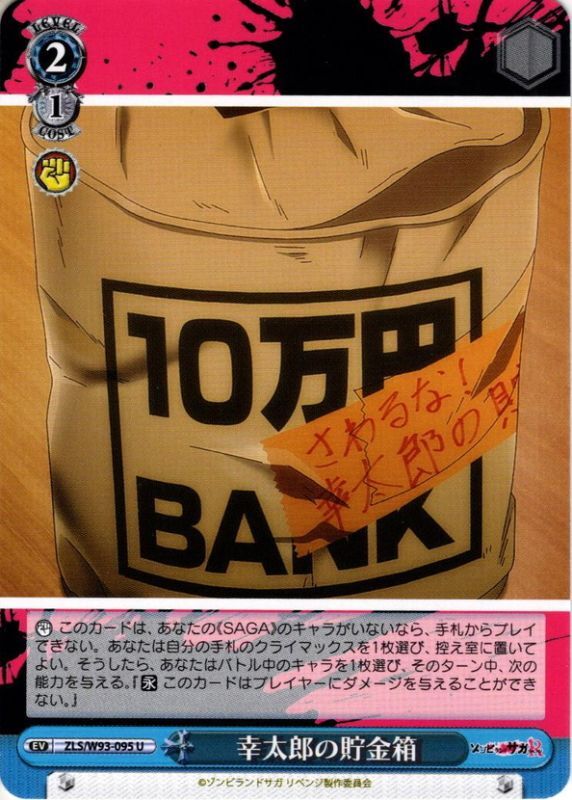 LEVEL
2
1
COST
10万円
BANK
さわるな!
幸太郎の貯
このカードは、あなたの《SAGA》のキャラがいないなら、手札からプレイ
できない。あなたは自分の手札のクライマックスを1枚選び、控え室に置いて
よい。そうしたら、あなたはバトル中のキャラを1枚選び、そのターン中、次の
能力を与える。『永 このカードはプレイヤーにダメージを与えることができ
ない。』
EV ZLS/W93-095 U
幸太郎の貯金箱
ゾンビランドサガR
©ゾンビランドサガ リベンジ製作委員会